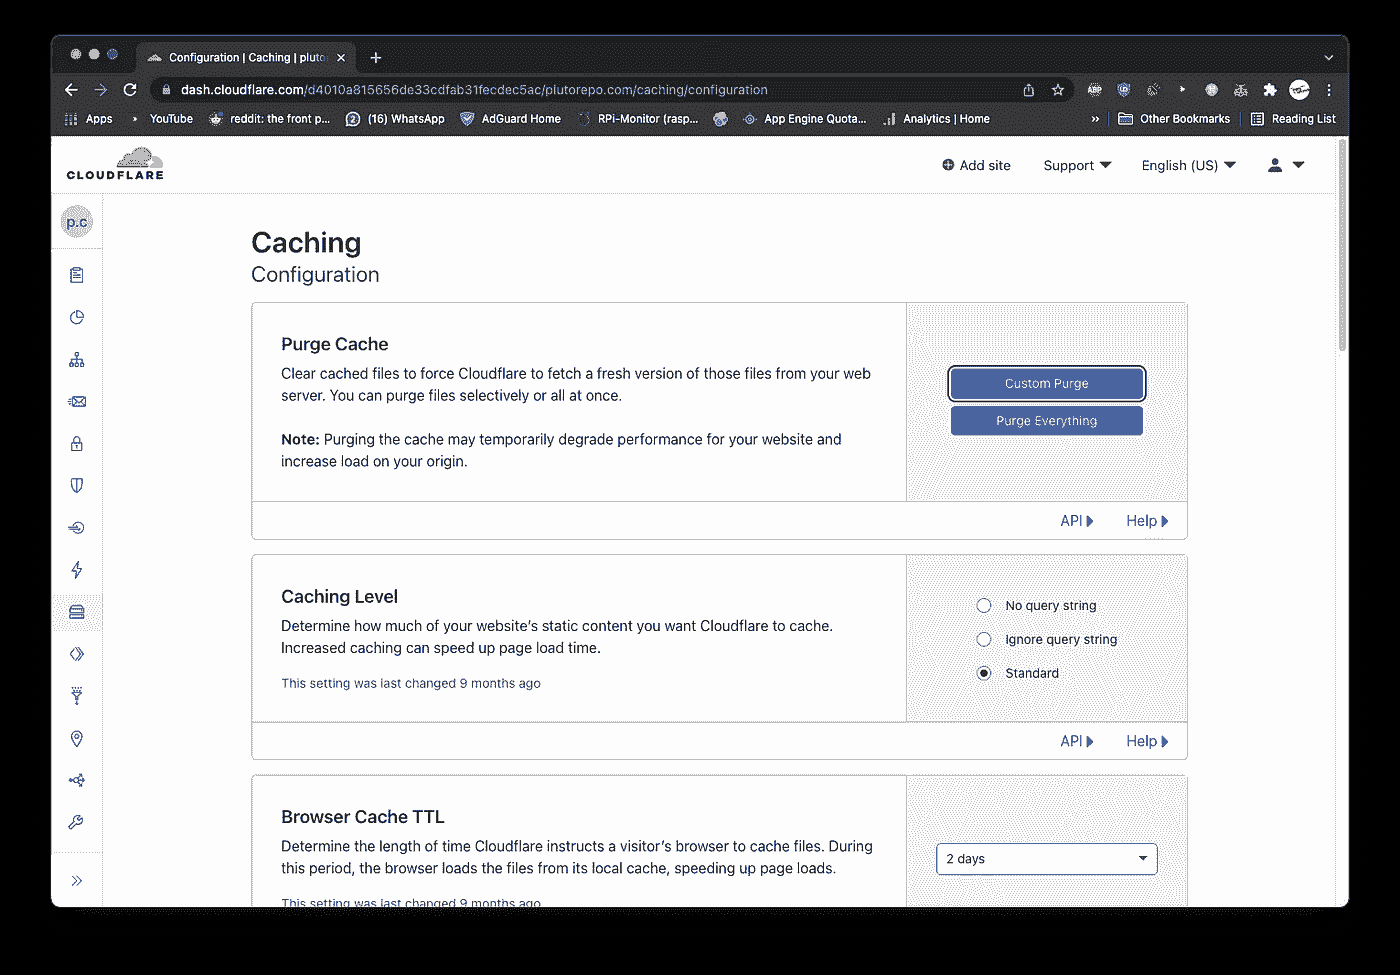 Configuration | Caching | pluto
dash.cloudflare.com/d4010a815656de33cdfab31fecdec5ac/plutorepo.com/caching/configuration
Apps YouTube reddit: the front p... (16) WhatsApp AdGuard Home RPi-Monitor (rasp... App Engine Quota... Analytics | Home » Other Bookmarks Reading List
CLOUDFLARE
Add site Support English (US)
p.c
Caching
Configuration
Purge Cache
Clear cached files to force Cloudflare to fetch a fresh version of those files from your web
server. You can purge files selectively or all at once.
Note: Purging the cache may temporarily degrade performance for your website and
increase load on your origin.
Custom Purge
Purge Everything
API Help
Caching Level
Determine how much of your website's static content you want Cloudflare to cache.
Increased caching can speed up page load time.
This setting was last changed 9 months ago
No query string
Ignore query string
Standard
API Help
Browser Cache TTL
Determine the length of time Cloudflare instructs a visitor's browser to cache files. During
this period, the browser loads the files from its local cache, speeding up page loads.
This setting was last changed 9 months ago
2 days